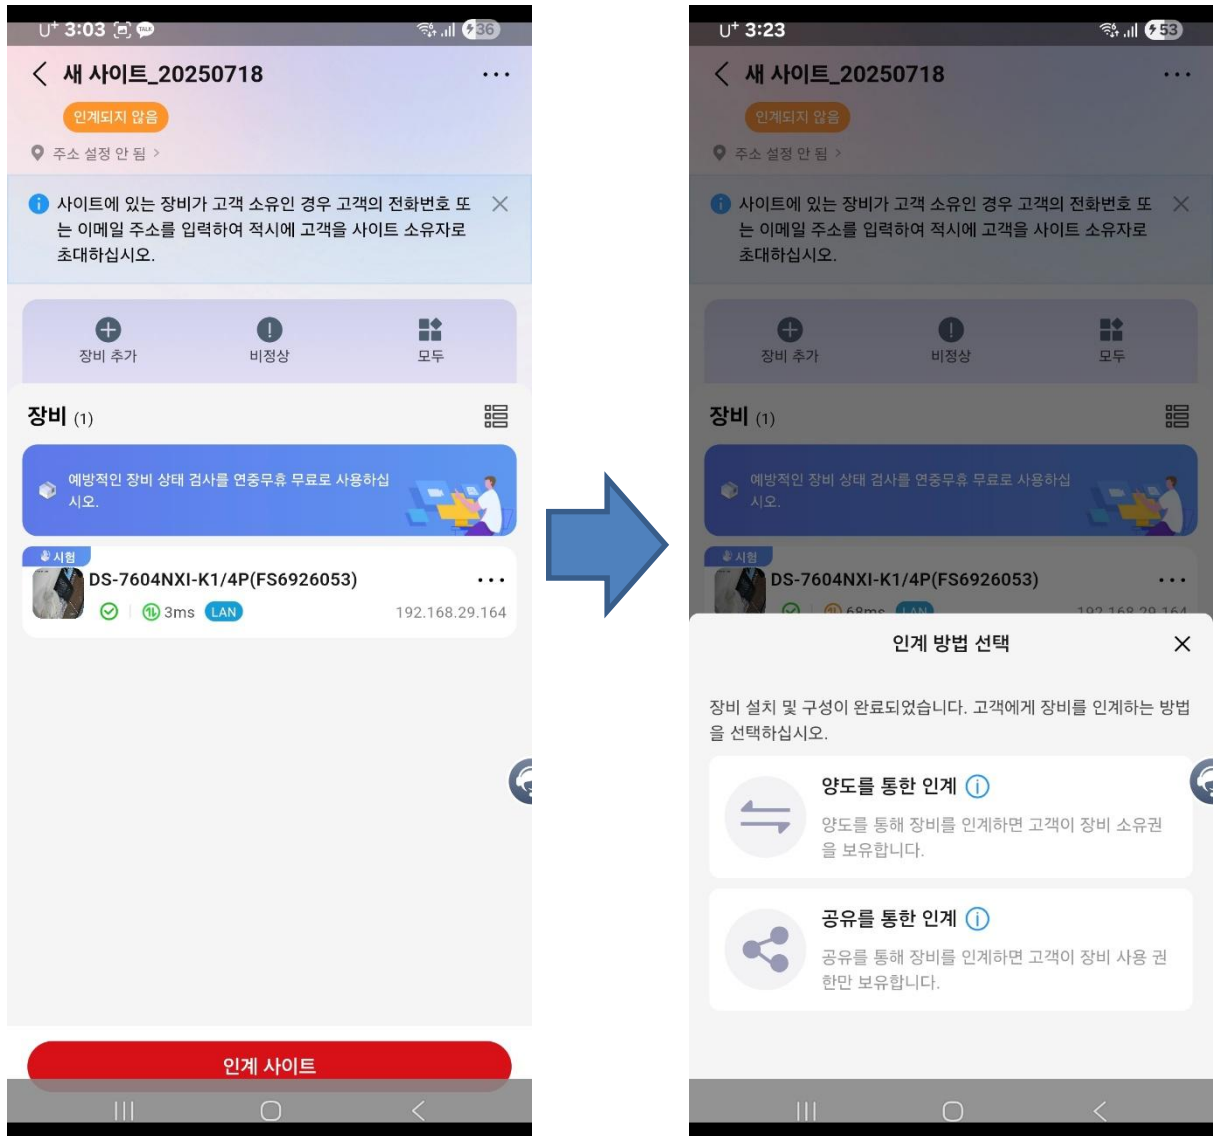 U+ 3:03 TALK 36
새 사이트_20250718
인계되지 않음
주소 설정 안 됨
사이트에 있는 장비가 고객 소유인 경우 고객의 전화번호 또
는 이메일 주소를 입력하여 적시에 고객을 사이트 소유자로
초대하십시오.
장비 추가 비정상 모두
장비 (1)
예방적인 장비 상태 검사를 연중무휴 무료로 사용하십
시오.
시험
DS-7604NXI-K1/4P(FS6926053)
3ms LAN 192.168.29.164
인계 사이트
U+ 3:23 53
새 사이트_20250718
인계되지 않음
주소 설정 안 됨
사이트에 있는 장비가 고객 소유인 경우 고객의 전화번호 또
는 이메일 주소를 입력하여 적시에 고객을 사이트 소유자로
초대하십시오.
장비 추가 비정상 모두
장비 (1)
예방적인 장비 상태 검사를 연중무휴 무료로 사용하십
시오.
시험
DS-7604NXI-K1/4P(FS6926053)
68ms LAN 192.168.29.164
인계 방법 선택
장비 설치 및 구성이 완료되었습니다. 고객에게 장비를 인계하는 방법
을 선택하십시오.
양도를 통한 인계
양도를 통해 장비를 인계하면 고객이 장비 소유권
을 보유합니다.
공유를 통한 인계
공유를 통해 장비를 인계하면 고객이 장비 사용 권
한만 보유합니다.